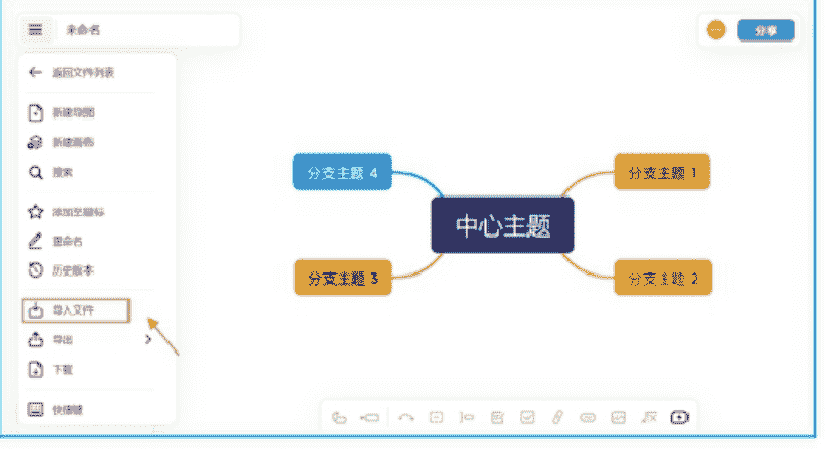 未命名
分享
返回文件列表
新建导图
新建画布
搜索
添加至星标
重命名
历史版本
导入文件
导出
下载
快捷键
分支主题 4
分支主题 1
中心主题
分支主题 3
分支主题 2